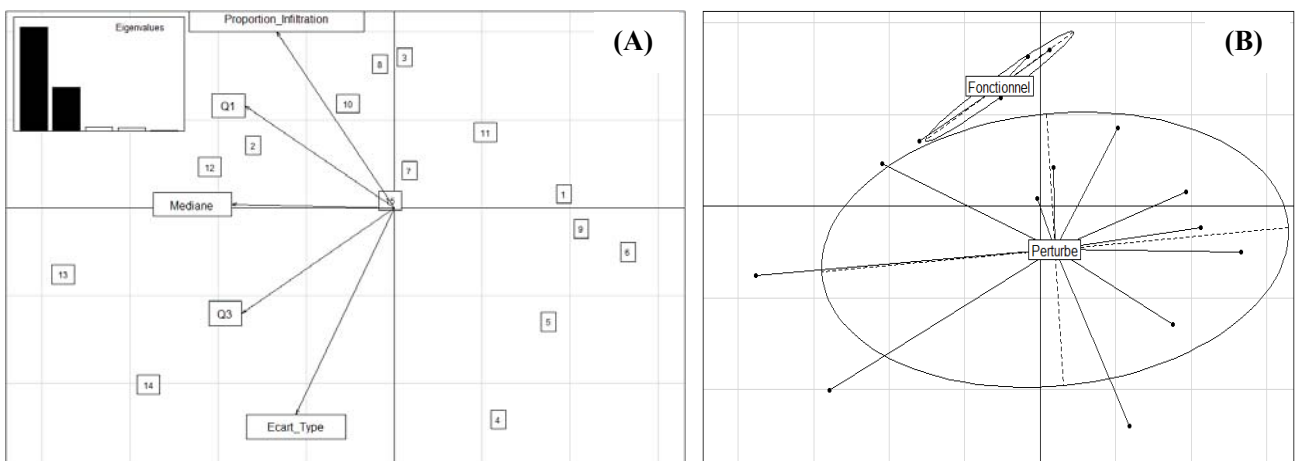 Eigenvalues
Proportion_Infiltration
(A)
8
3
Q1
10
11
2
12
7
Mediane
15
1
9
6
13
Q3
5
14
Ecart_Type
4
(B)
Fonctionnel
Perturbe